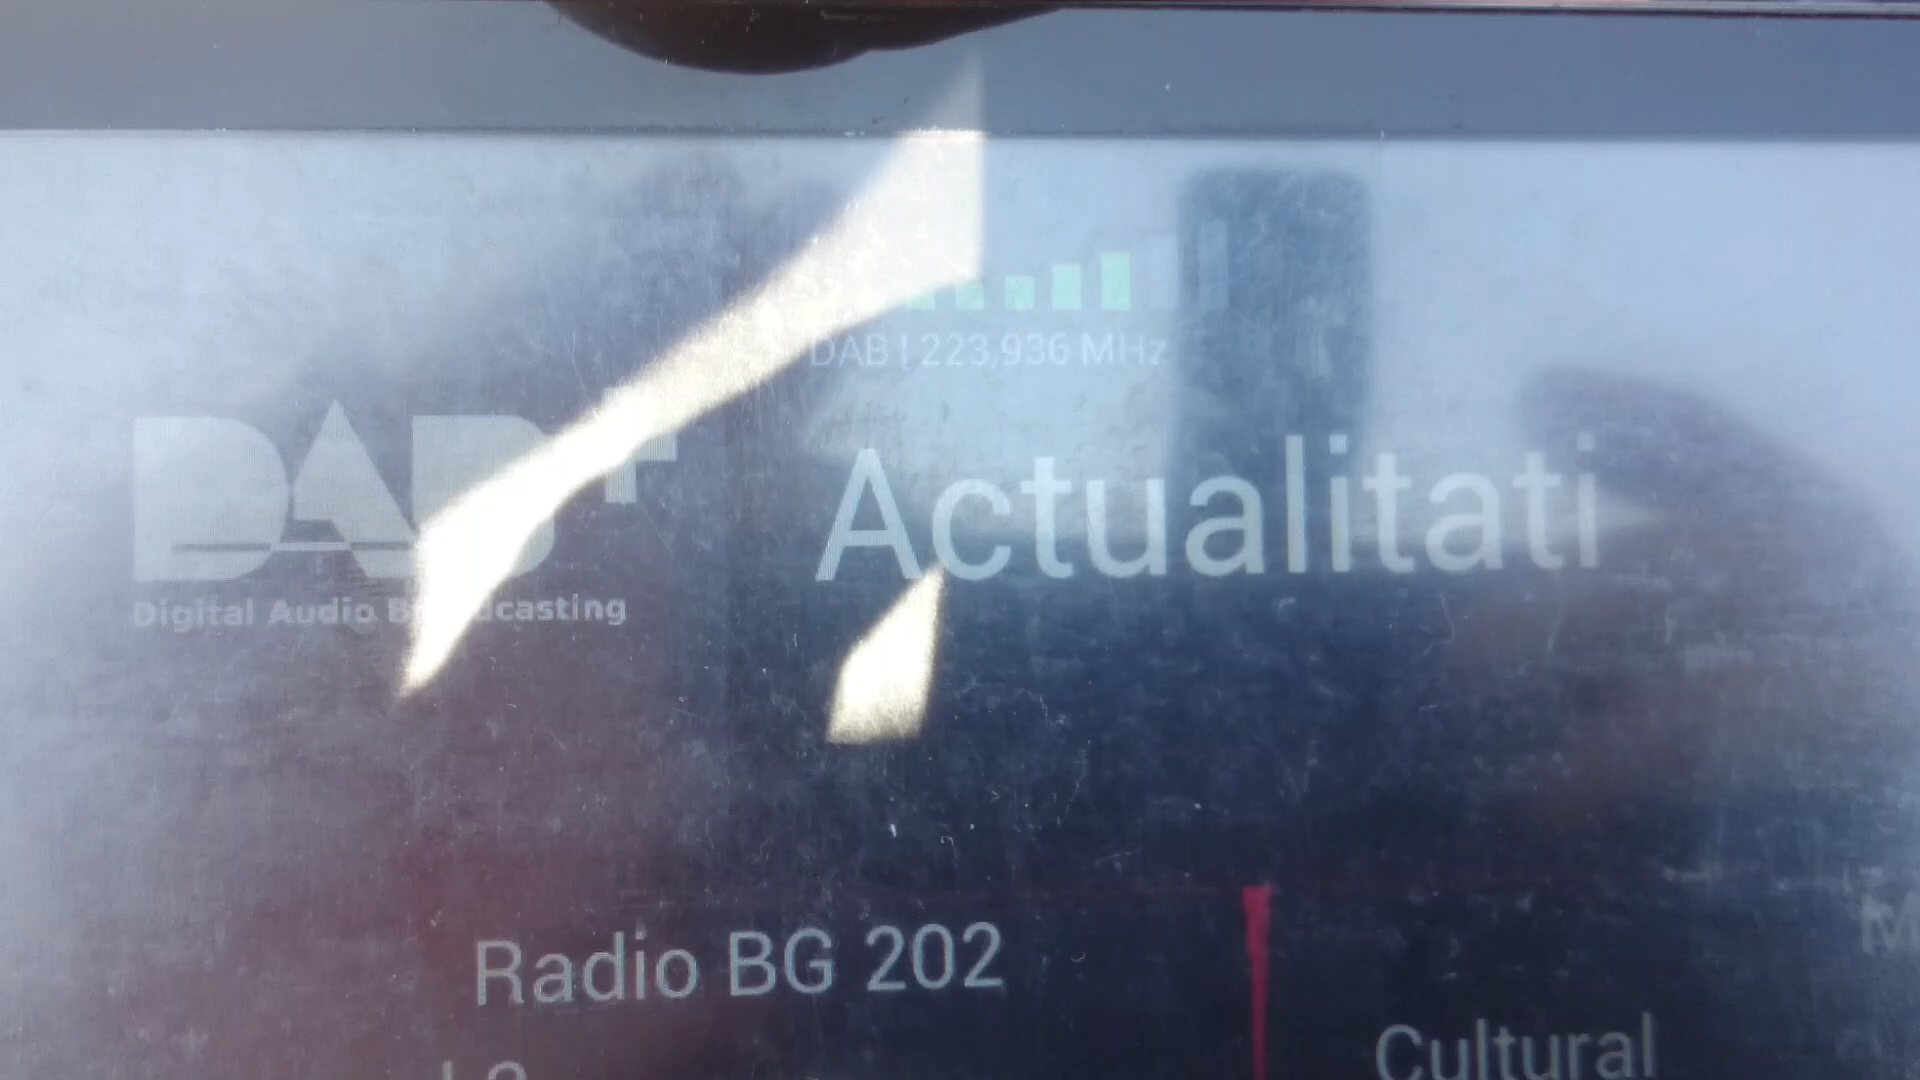 DAB | 223,936 MHz
DAB+
Digital Audio Broadcasting
Actualitati
Radio BG 202
Cultural